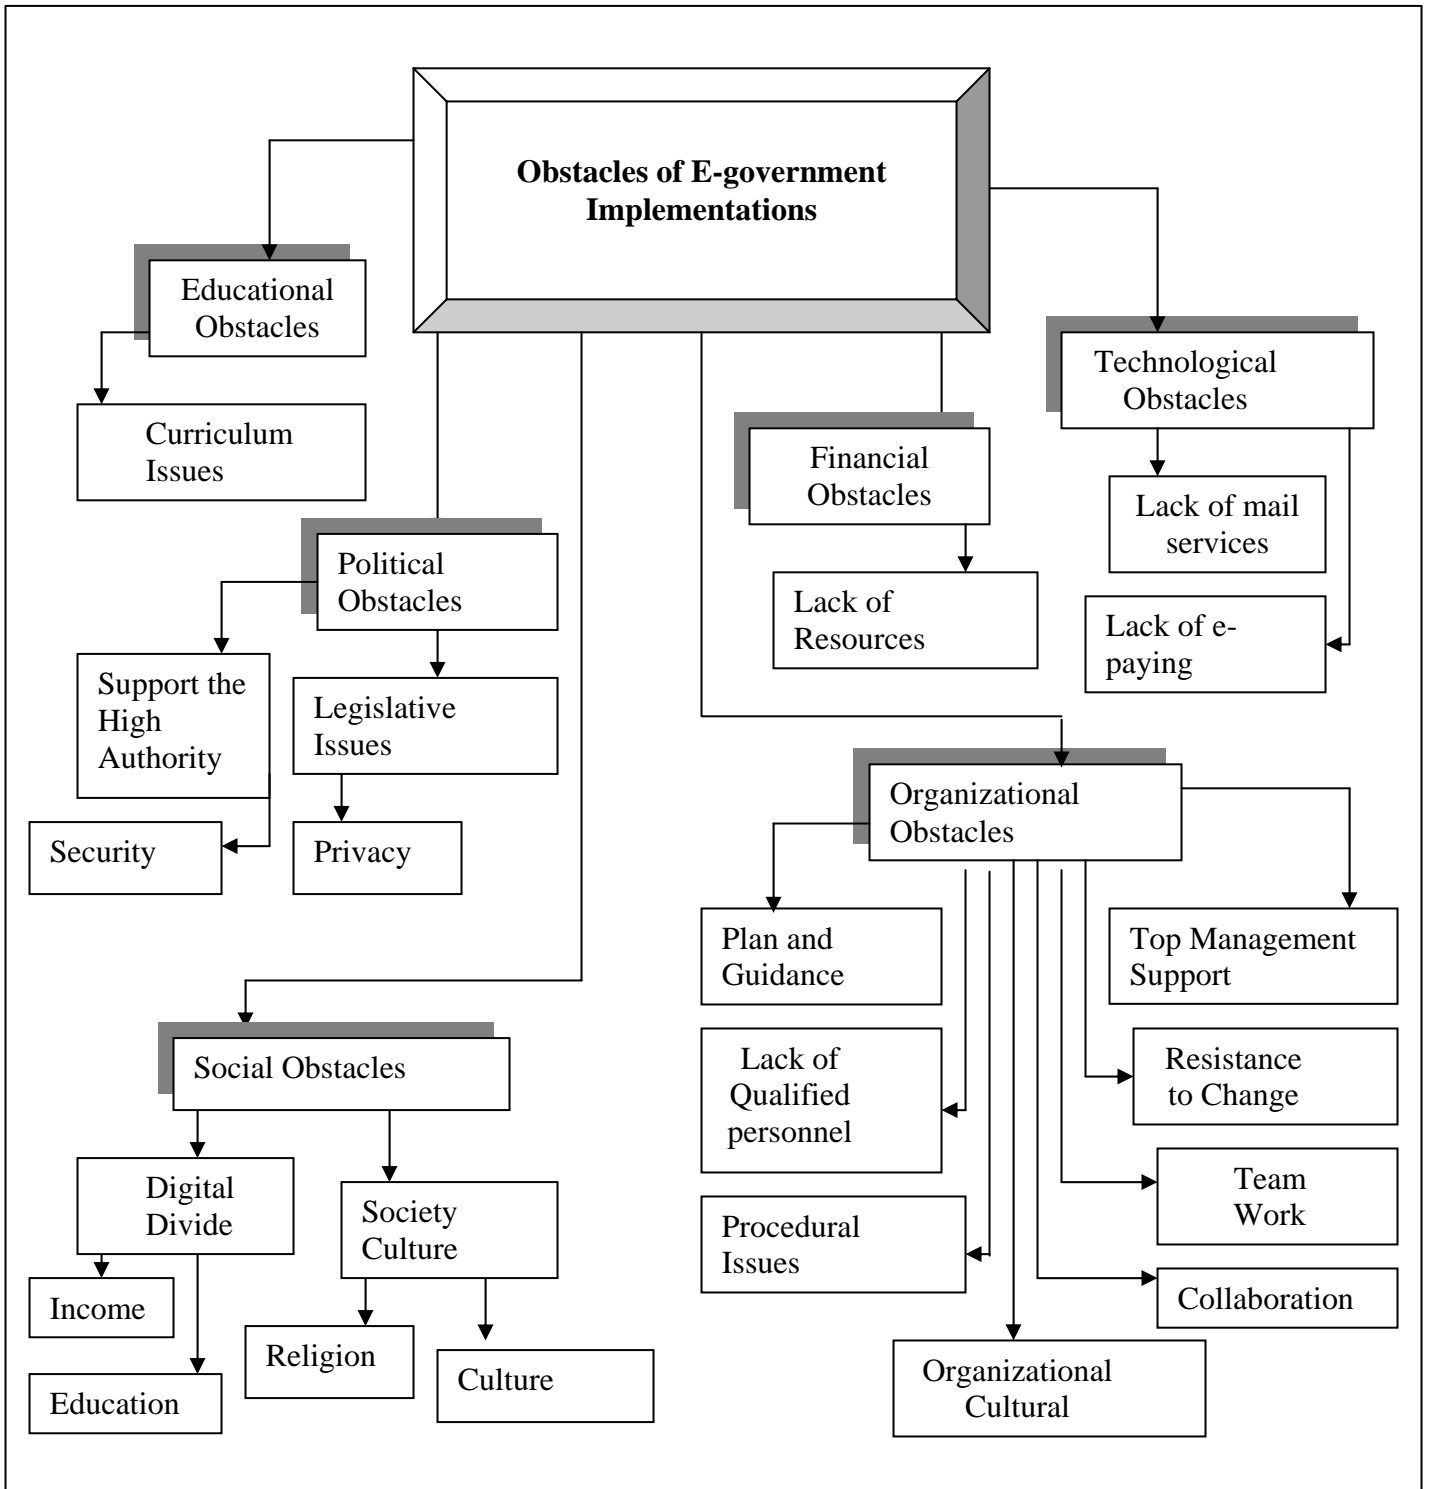 Obstacles of E-government
Implementations
Educational
Obstacles
Technological
Obstacles
Curriculum
Issues
Financial
Obstacles
Lack of mail
services
Political
Obstacles
Lack of
Resources
Lack of e-
paying
Support the
High
Authority
Legislative
Issues
Organizational
Obstacles
Security
Privacy
Plan and
Guidance
Top Management
Support
Social Obstacles
Lack of
Qualified
personnel
Resistance
to Change
Digital
Divide
Society
Culture
Team
Work
Procedural
Issues
Income
Collaboration
Religion
Culture
Education
Organizational
Cultural